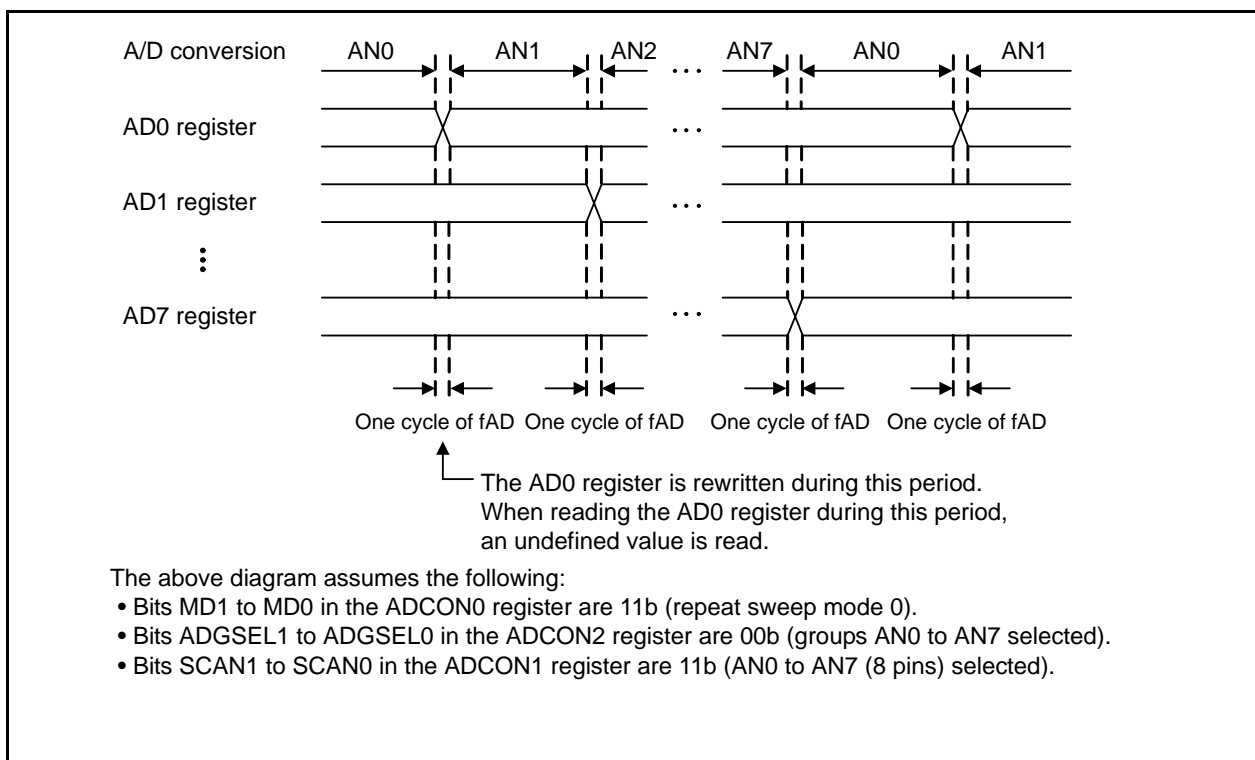 A/D conversion AN0 AN1 AN2 ... AN7 AN0 AN1
AD0 register ...
AD1 register ...
⋮
AD7 register ...
One cycle of fAD One cycle of fAD One cycle of fAD One cycle of fAD
The AD0 register is rewritten during this period.
When reading the AD0 register during this period,
an undefined value is read.
The above diagram assumes the following:
• Bits MD1 to MD0 in the ADCON0 register are 11b (repeat sweep mode 0).
• Bits ADGSEL1 to ADGSEL0 in the ADCON2 register are 00b (groups AN0 to AN7 selected).
• Bits SCAN1 to SCAN0 in the ADCON1 register are 11b (AN0 to AN7 (8 pins) selected).